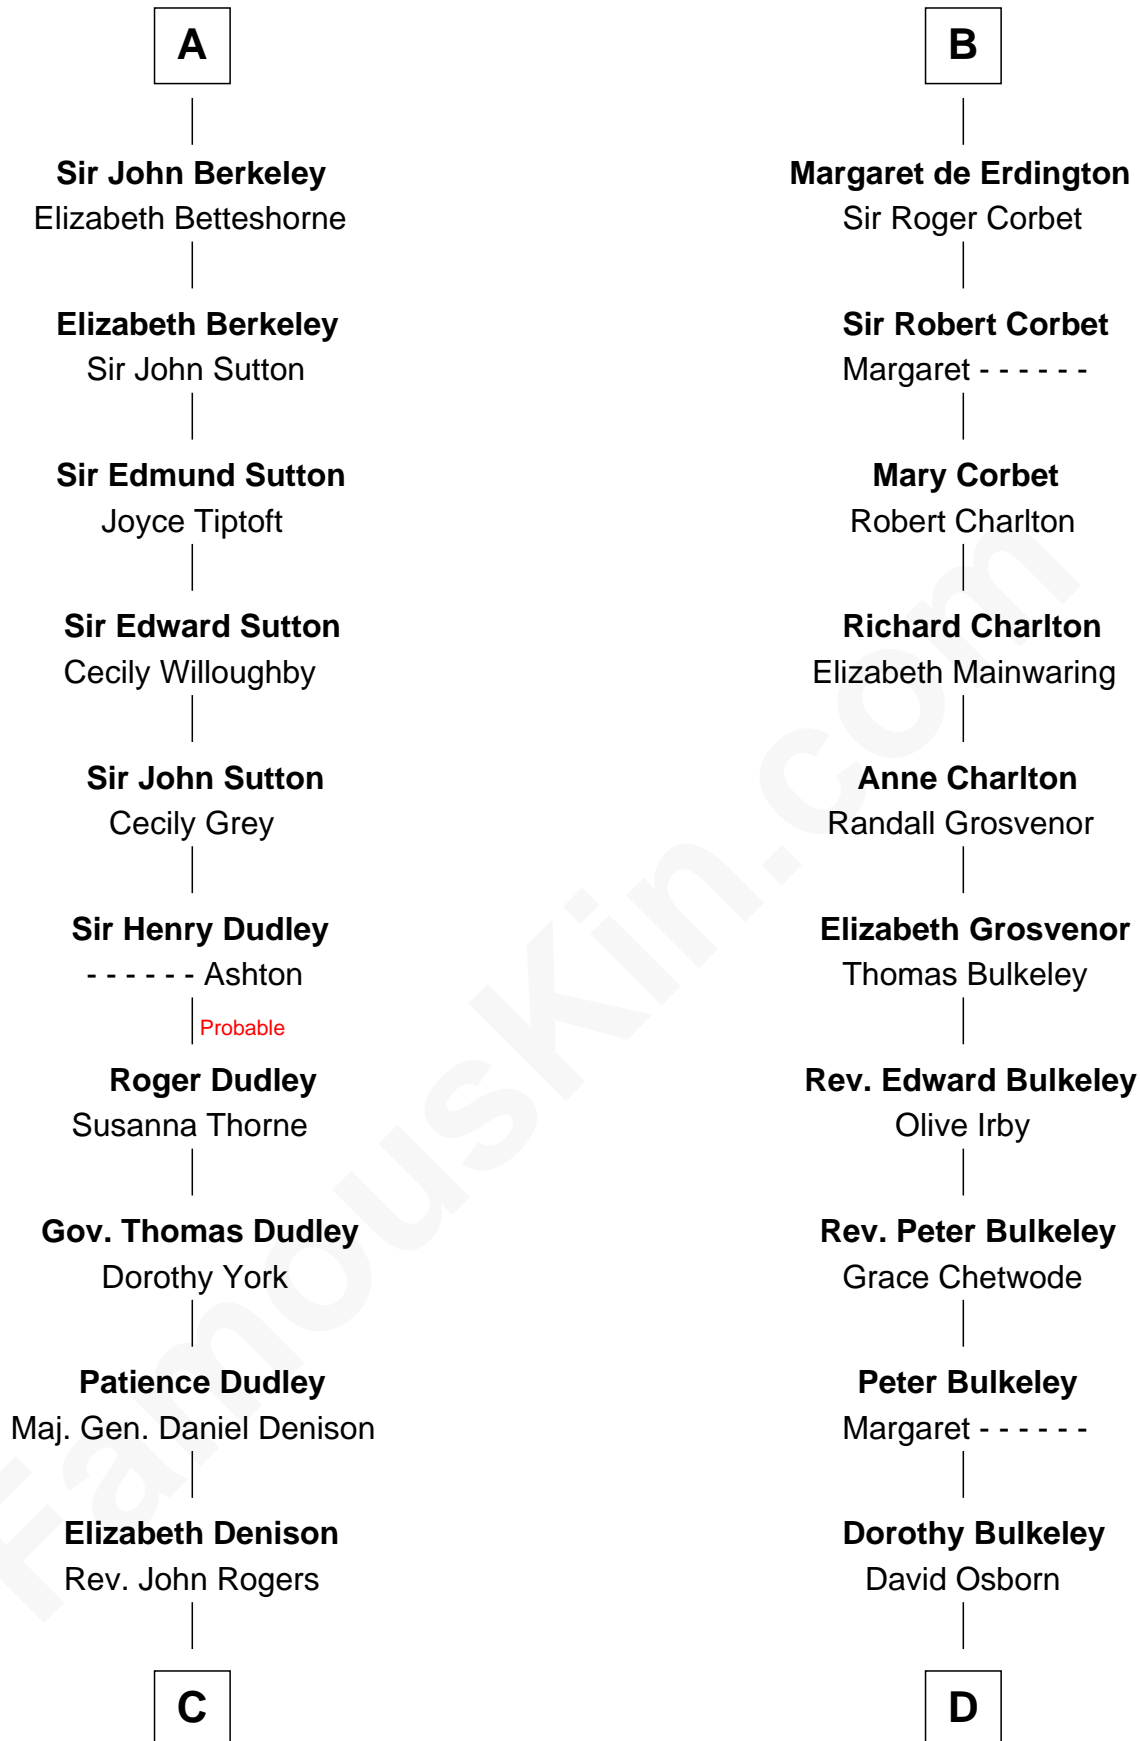 A
Sir John Berkeley
Elizabeth Betteshorne
Elizabeth Berkeley
Sir John Sutton
Sir Edmund Sutton
Joyce Tiptoft
Sir Edward Sutton
Cecily Willoughby
Sir John Sutton
Cecily Grey
Sir Henry Dudley
- - - - - - Ashton
Probable
Roger Dudley
Susanna Thorne
Gov. Thomas Dudley
Dorothy York
Patience Dudley
Maj. Gen. Daniel Denison
Elizabeth Denison
Rev. John Rogers
C
B
Margaret de Erdington
Sir Roger Corbet
Sir Robert Corbet
Margaret - - - - - -
Mary Corbet
Robert Charlton
Richard Charlton
Elizabeth Mainwaring
Anne Charlton
Randall Grosvenor
Elizabeth Grosvenor
Thomas Bulkeley
Rev. Edward Bulkeley
Olive Irby
Rev. Peter Bulkeley
Grace Chetwode
Peter Bulkeley
Margaret - - - - - -
Dorothy Bulkeley
David Osborn
D
FamousKin.com